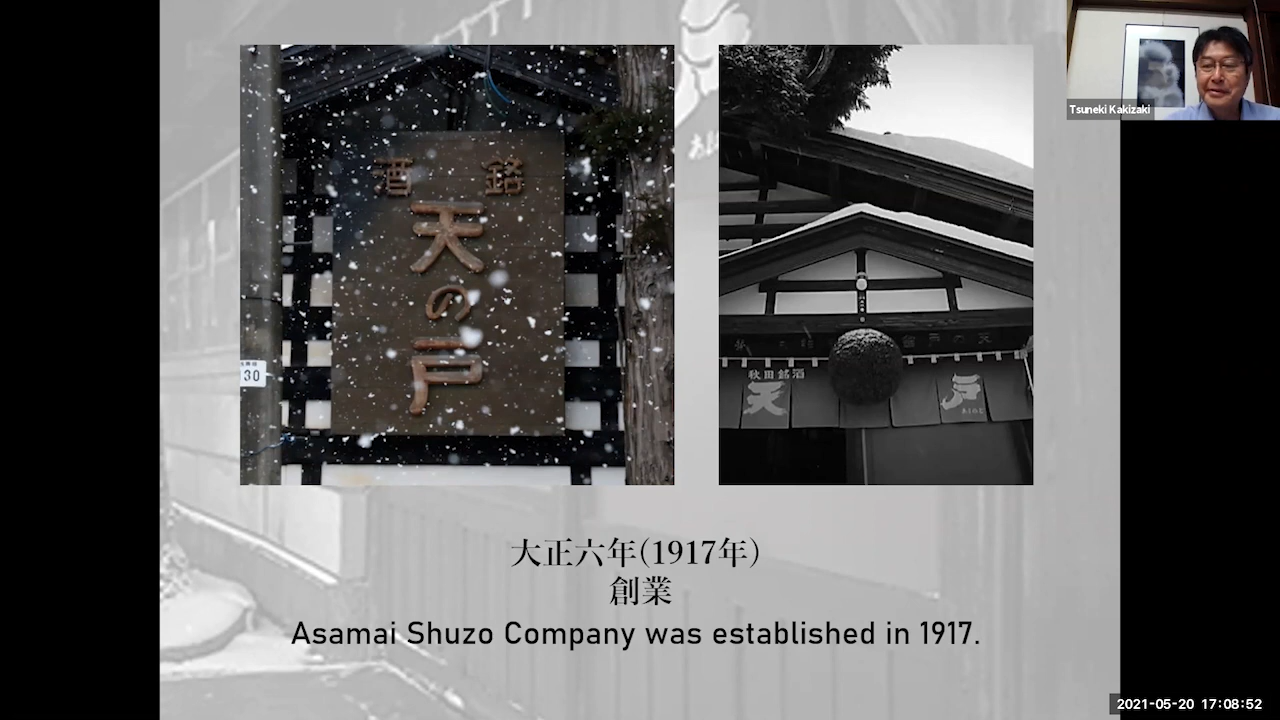 Tsuneki Kakizaki
酒 銘
天
の
戸
30
秋田銘酒
天
戸
大正六年(1917年)
創業
Asamai Shuzo Company was established in 1917.
2021-05-20 17:08:52